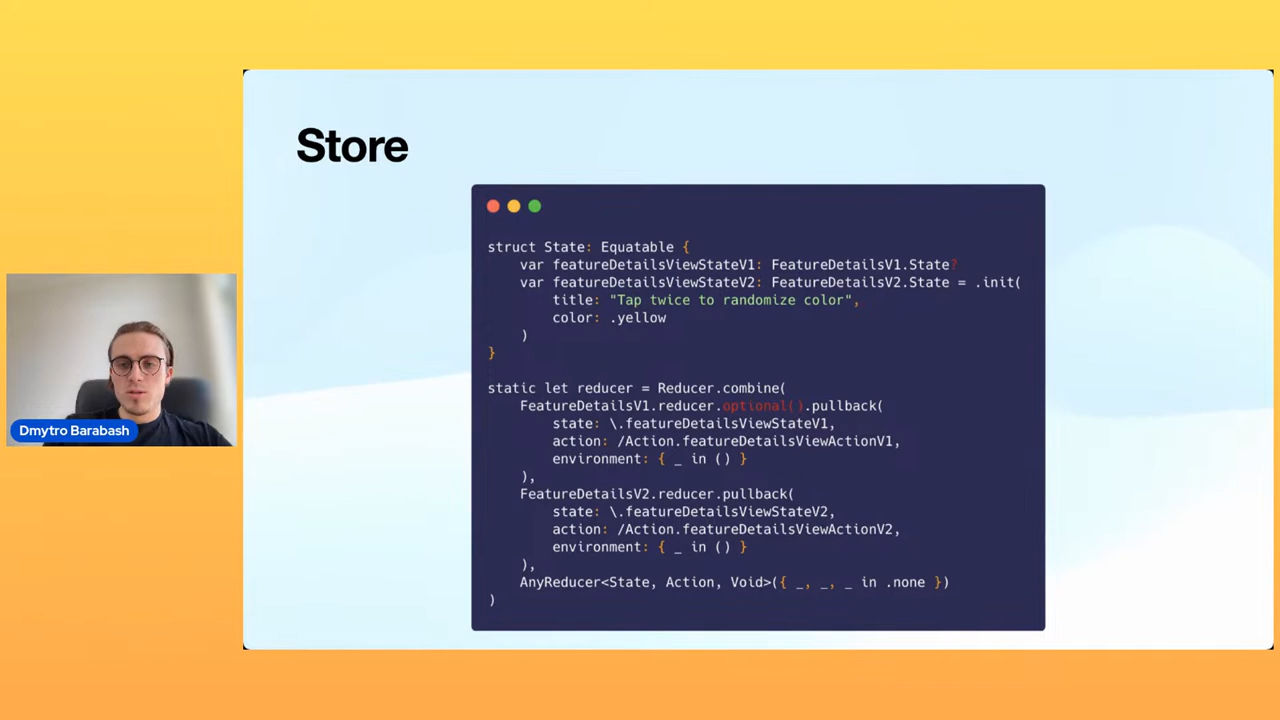 Store
struct State: Equatable {
    var featureDetailsViewStateV1: FeatureDetailsV1.State?
    var featureDetailsViewStateV2: FeatureDetailsV2.State = .init(
        title: "Tap twice to randomize color",
        color: .yellow
    )
}
static let reducer = Reducer.combine(
    FeatureDetailsV1.reducer.optional().pullback(
        state: \.featureDetailsViewStateV1,
        action: /Action.featureDetailsViewActionV1,
        environment: { _ in () }
    ),
    FeatureDetailsV2.reducer.pullback(
        state: \.featureDetailsViewStateV2,
        action: /Action.featureDetailsViewActionV2,
        environment: { _ in () }
    ),
    AnyReducer<State, Action, Void>({ _, _, _ in .none })
)
Dmytro Barabash